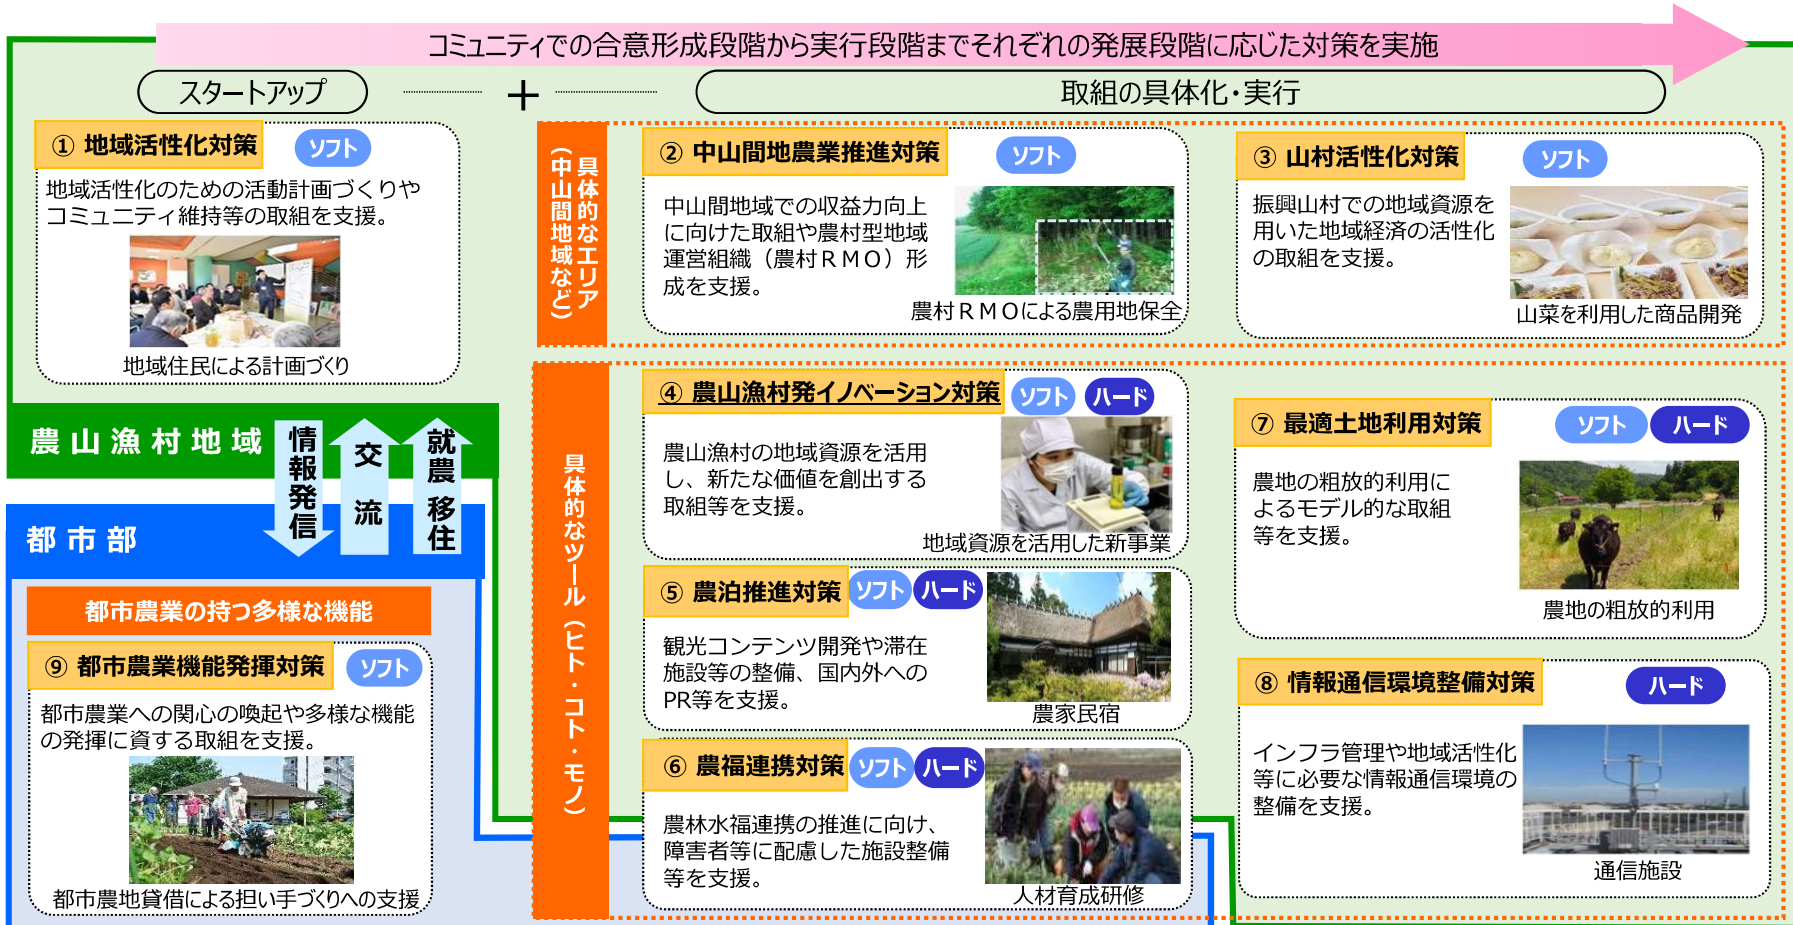 コミュニティでの合意形成段階から実行段階までそれぞれの発展段階に応じた対策を実施
スタートアップ
＋
取組の具体化・実行
① 地域活性化対策
ソフト
地域活性化のための活動計画づくりや
コミュニティ維持等の取組を支援。
地域住民による計画づくり
農山漁村地域
情報発信
交流
就農 移住
都市部
都市農業の持つ多様な機能
⑨ 都市農業機能発揮対策
ソフト
都市農業への関心の喚起や多様な機能
の発揮に資する取組を支援。
都市農地貸借による担い手づくりへの支援
具体的なエリア
（中山間地域など）
② 中山間地農業推進対策
ソフト
中山間地域での収益力向上
に向けた取組や農村型地域
運営組織（農村ＲＭＯ）形
成を支援。
農村ＲＭＯによる農用地保全
③ 山村活性化対策
ソフト
振興山村での地域資源を
用いた地域経済の活性化
の取組を支援。
山菜を利用した商品開発
具体的なツール（ヒト・コト・モノ）
④ 農山漁村発イノベーション対策
ソフト
ハード
農山漁村の地域資源を活用
し、新たな価値を創出する
取組等を支援。
地域資源を活用した新事業
⑤ 農泊推進対策
ソフト
ハード
観光コンテンツ開発や滞在
施設等の整備、国内外への
PR等を支援。
農家民宿
⑥ 農福連携対策
ソフト
ハード
農林水福連携の推進に向け、
障害者等に配慮した施設整備
等を支援。
人材育成研修
⑦ 最適土地利用対策
ソフト
ハード
農地の粗放的利用に
よるモデル的な取組
等を支援。
農地の粗放的利用
⑧ 情報通信環境整備対策
ハード
インフラ管理や地域活性化
等に必要な情報通信環境の
整備を支援。
通信施設